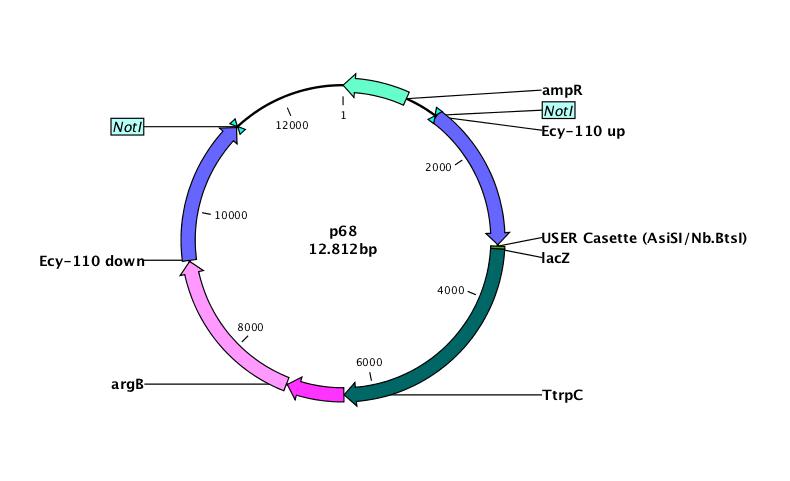 ampR
NotI
NotI
12000
1
Ecy-110 up
2000
10000
p68
12.812bp
USER Casette (AsiSI/Nb.BtsI)
lacZ
Ecy-110 down
4000
8000
6000
argB
TtrpC